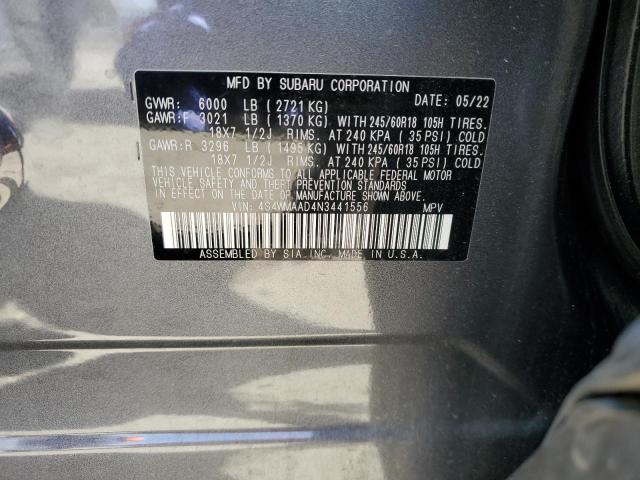 MFD BY SUBARU CORPORATION
GVWR: 6000 LB ( 2721 KG) DATE: 05/22
GAWR:F 3021 LB ( 1370 KG) WITH 245/60R18 105H TIRES.
18X7 1/2J RIMS. AT 240 KPA ( 35 PSI) COLD
GAWR:R 3296 LB ( 1495 KG) WITH 245/60R18 105H TIRES.
18X7 1/2J RIMS. AT 240 KPA ( 35 PSI) COLD
THIS VEHICLE CONFORMS TO ALL APPLICABLE FEDERAL MOTOR
VEHICLE SAFETY AND THEFT PREVENTION STANDARDS
IN EFFECT ON THE DATE OF MANUFACTURE SHOWN ABOVE.
VIN: 4S4WMAAD4N3441556 MPV
ASSEMBLED BY SIA, INC. MADE IN U.S.A.